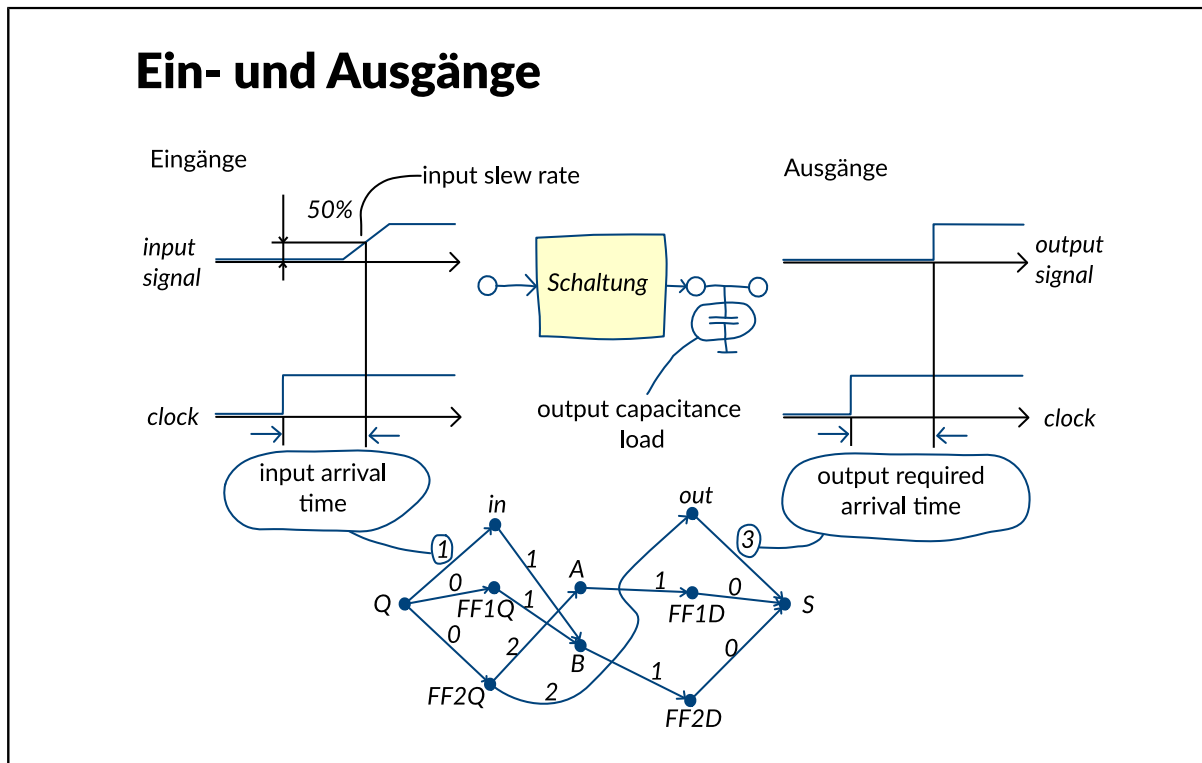 Ein- und Ausgänge
Eingänge
input slew rate
Ausgänge
50%
input
signal
Schaltung
output
signal
clock
output capacitance
load
clock
input arrival
time
output required
arrival time
in
out
1
3
1
A
1
0
Q
0
FF1Q
1
FF1D
S
0
2
B
1
0
FF2Q
2
FF2D